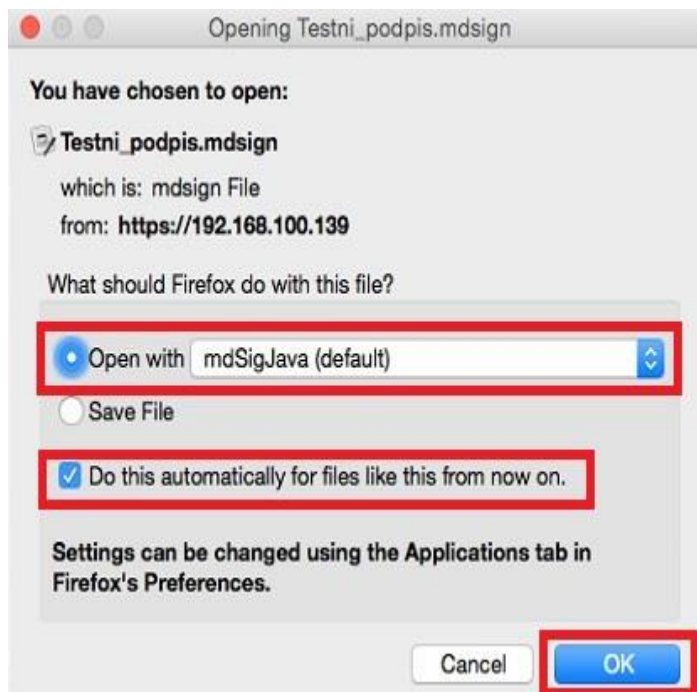 Opening Testni_podpis.mdsign
You have chosen to open:
Testni_podpis.mdsign
which is: mdsign File
from: https://192.168.100.139
What should Firefox do with this file?
Open with mdSigJava (default)
Save File
Do this automatically for files like this from now on.
Settings can be changed using the Applications tab in
Firefox's Preferences.
Cancel OK